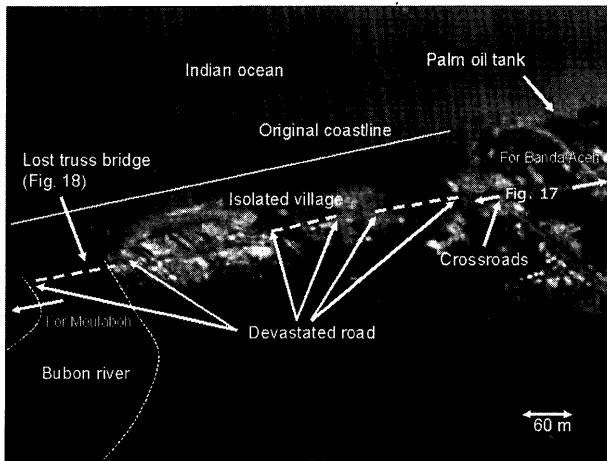 Indian ocean
Palm oil tank
Original coastline
Lost truss bridge
(Fig. 18)
For Banda Aceh
Isolated village
Fig. 17
Crossroads
For Meulaboh
Devastated road
Bubon river
60 m